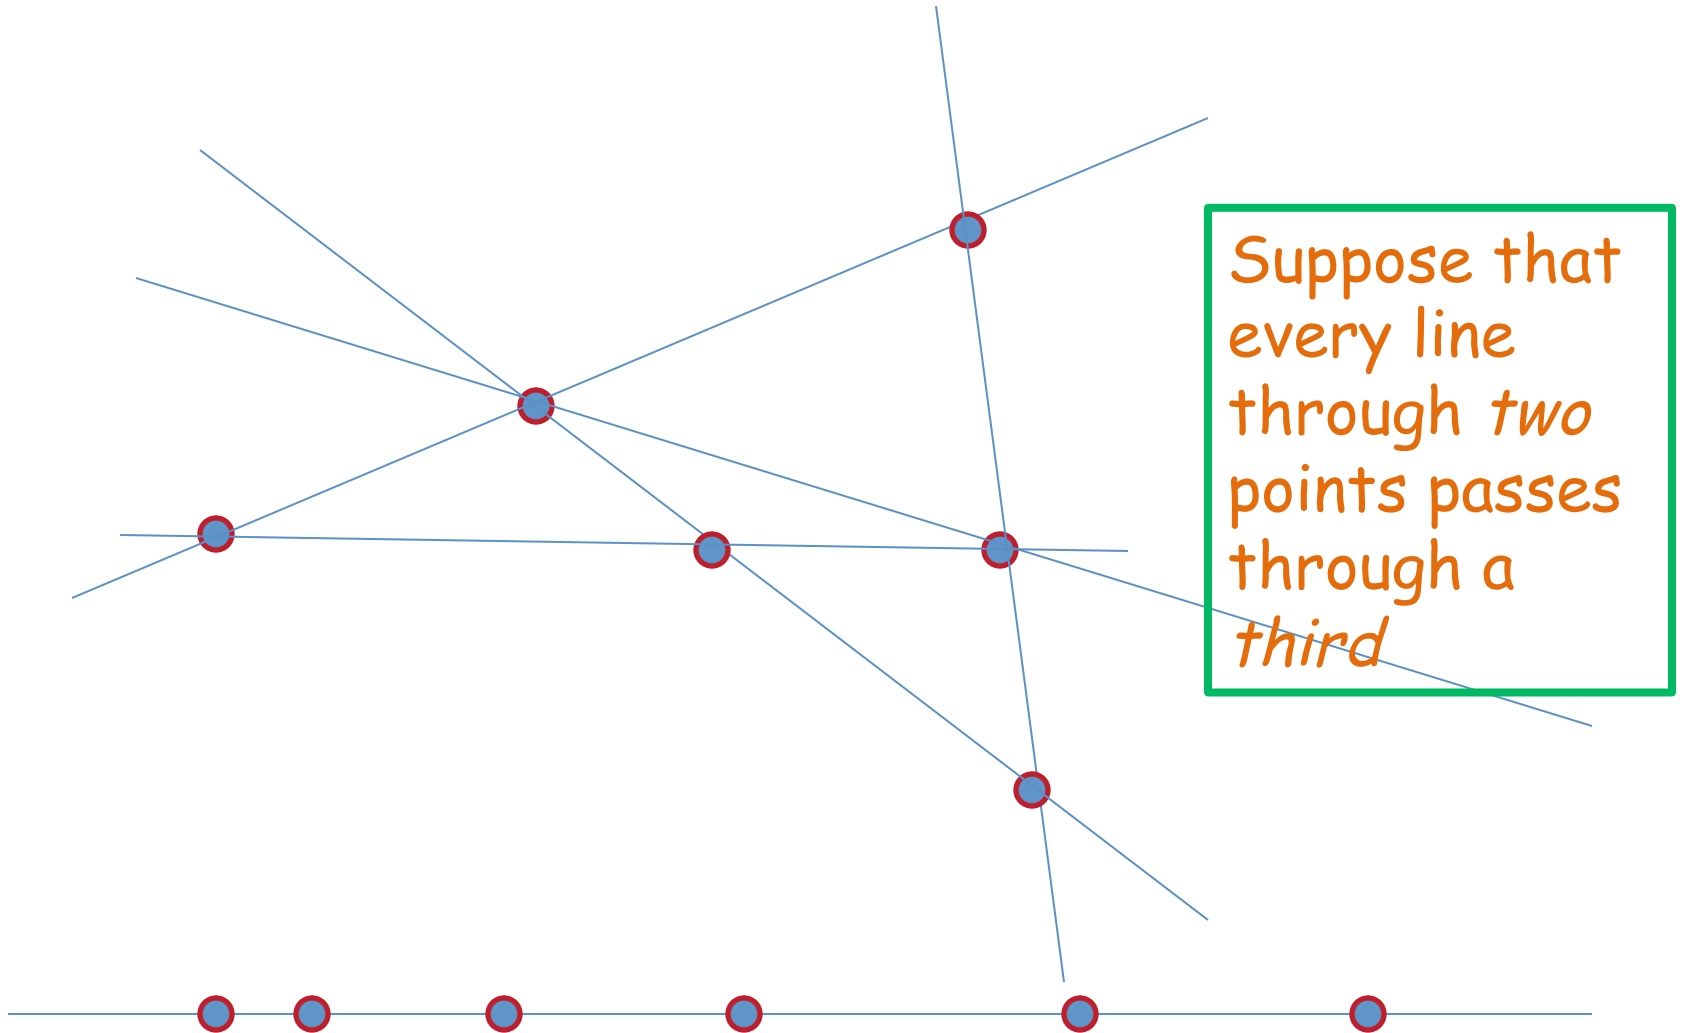 Suppose that
every line
through two
points passes
through a
third